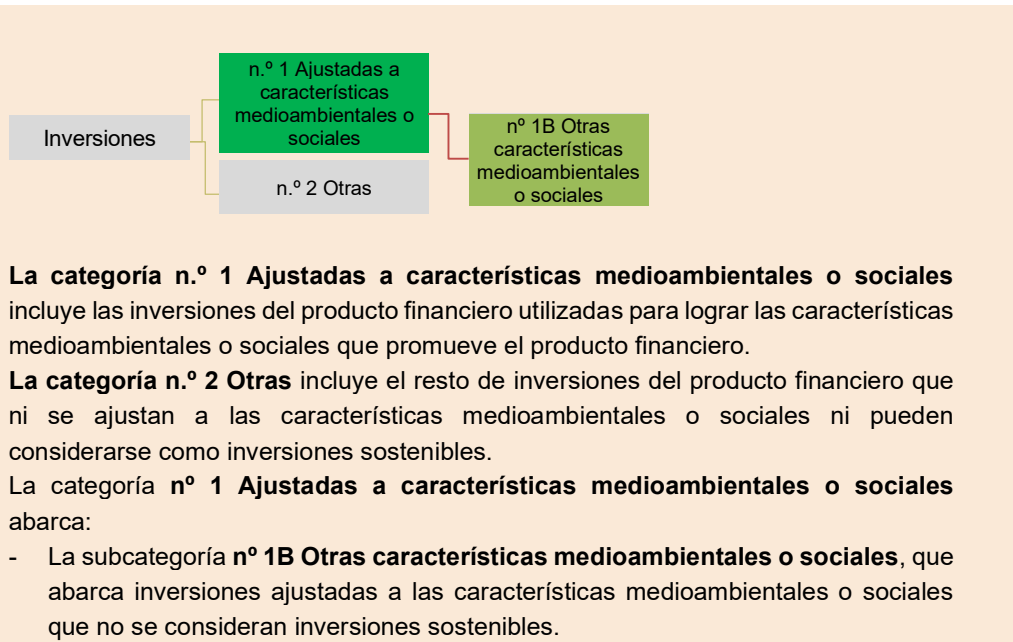 n.º 1 Ajustadas a
características
medioambientales o
sociales
Inversiones
nº 1B Otras
características
medioambientales
o sociales
n.º 2 Otras
La categoría n.º 1 Ajustadas a características medioambientales o sociales
incluye las inversiones del producto financiero utilizadas para lograr las características
medioambientales o sociales que promueve el producto financiero.
La categoría n.º 2 Otras incluye el resto de inversiones del producto financiero que
ni se ajustan a las características medioambientales o sociales ni pueden
considerarse como inversiones sostenibles.
La categoría nº 1 Ajustadas a características medioambientales o sociales
abarca:
- La subcategoría nº 1B Otras características medioambientales o sociales, que
abarca inversiones ajustadas a las características medioambientales o sociales
que no se consideran inversiones sostenibles.